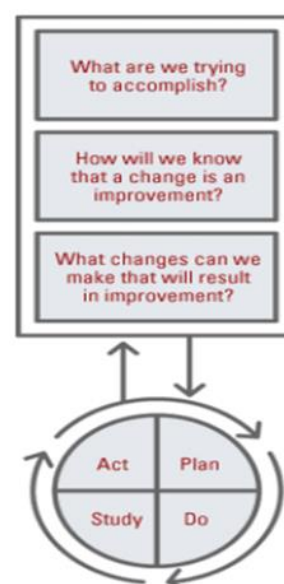 What are we trying
to accomplish?
How will we know
that a change is an
improvement?
What changes can we
make that will result
in improvement?
Act
Plan
Study
Do